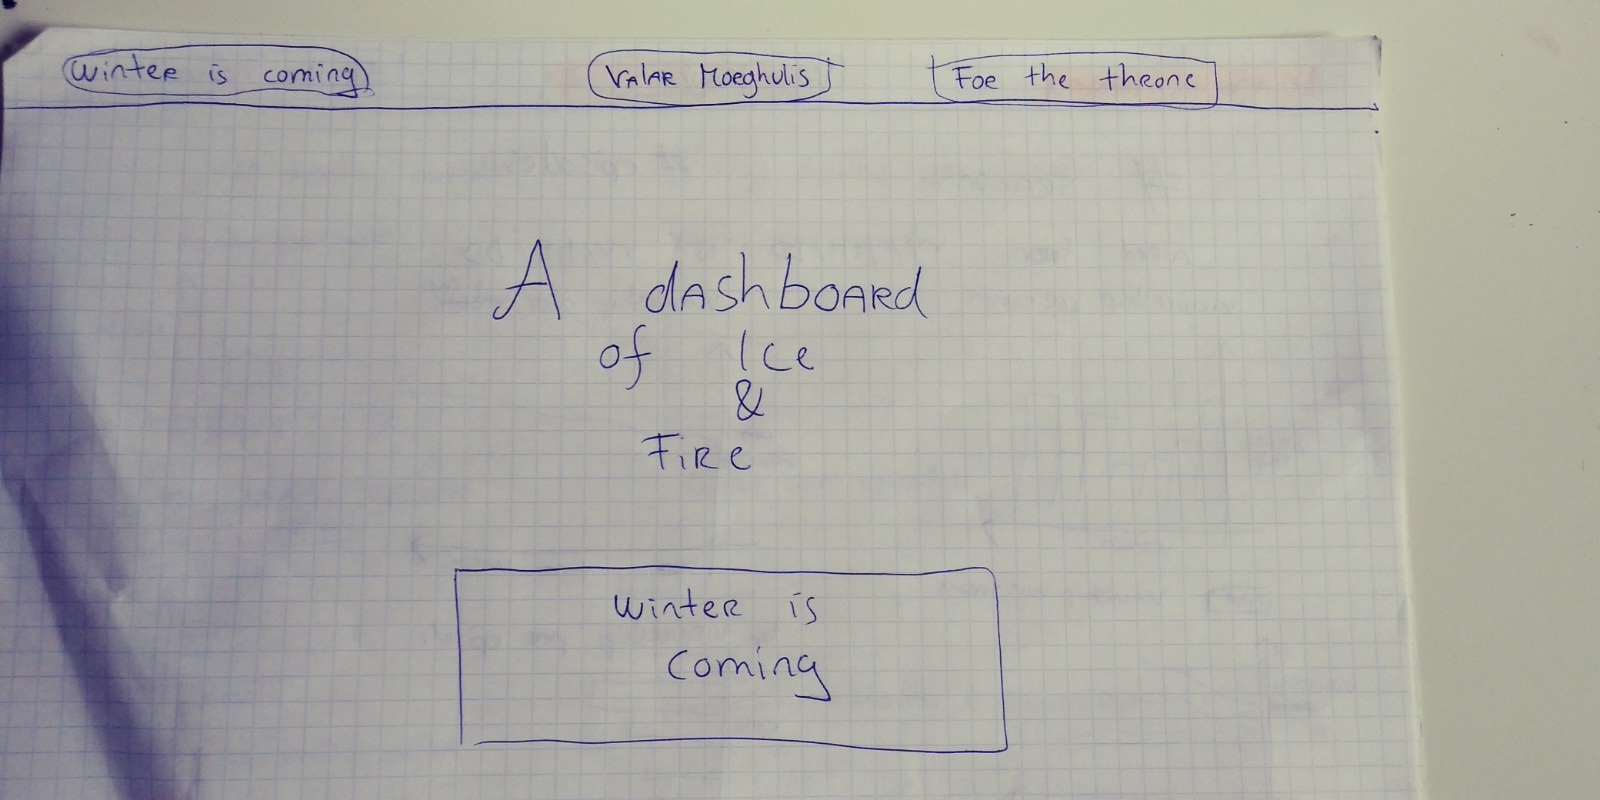 Winter is coming
Valar Morghulis
For the throne
A dashboard
of Ice
&
Fire
Winter is
coming